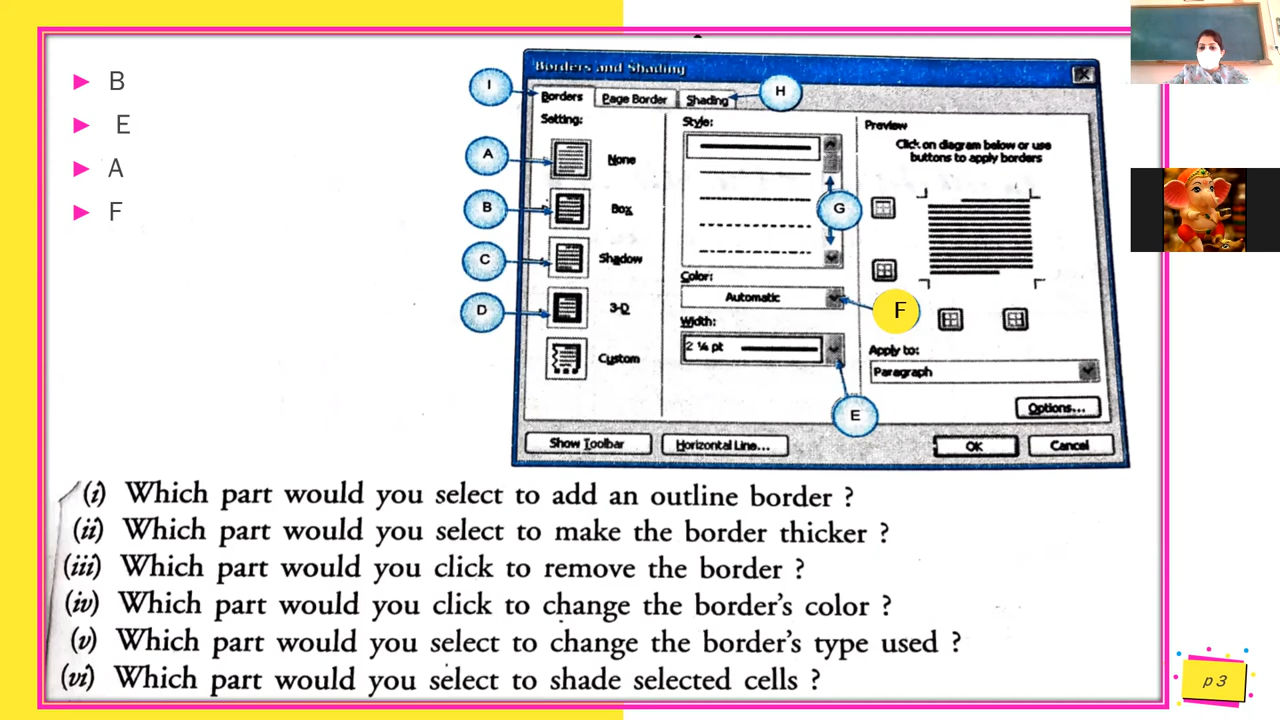 B
E
A
F
Borders and Shading
I
H
Borders
Page Border
Shading
Setting:
Style:
Preview
Click on diagram below or use
buttons to apply borders
A
None
B
Box
G
C
Shadow
Color:
Automatic
F
D
3-D
Width:
2 ¼ pt
Custom
Apply to:
Paragraph
E
Options...
Show Toolbar
Horizontal Line...
OK
Cancel
(i) Which part would you select to add an outline border ?
(ii) Which part would you select to make the border thicker ?
(iii) Which part would you click to remove the border ?
(iv) Which part would you click to change the border's color ?
(v) Which part would you select to change the border's type used ?
(vi) Which part would you select to shade selected cells ?
p 3